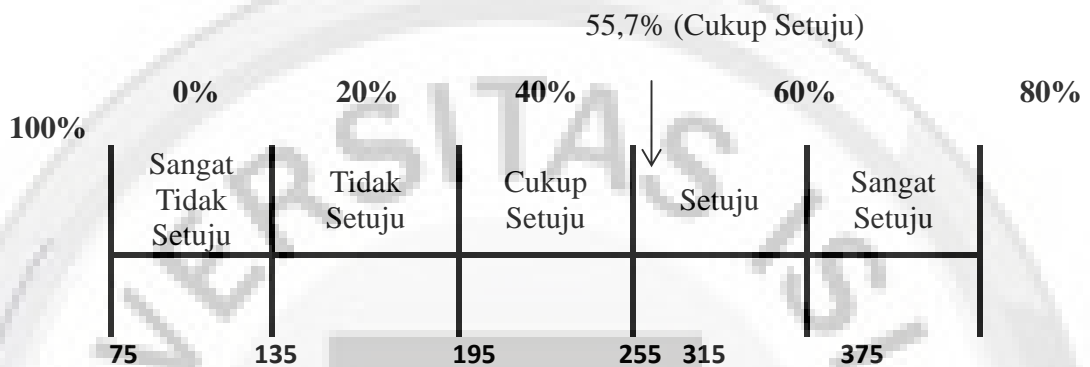 55,7% (Cukup Setuju)
0% 20% 40% 60% 80%
100%
Sangat
Tidak
Setuju
Tidak
Setuju
Cukup
Setuju
Setuju
Sangat
Setuju
75 135 195 255 315 375